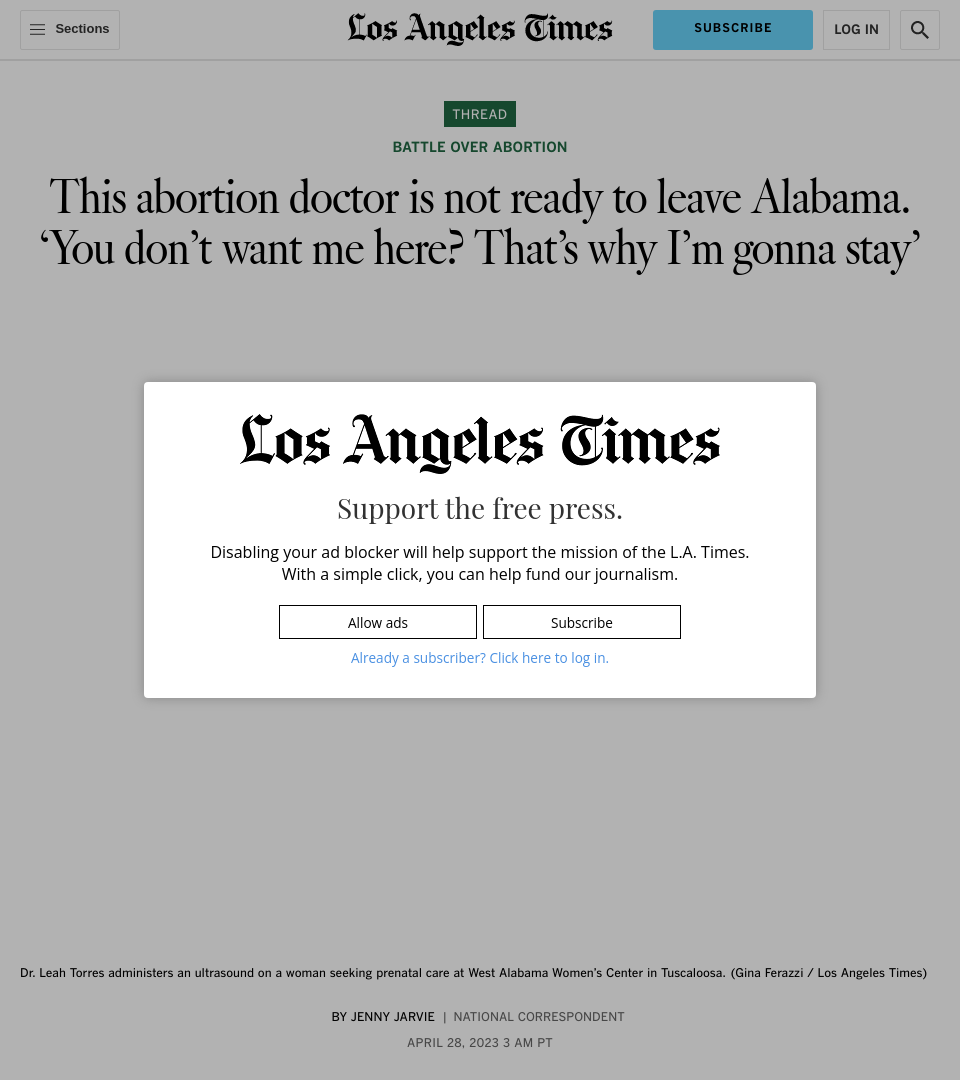 Sections
Los Angeles Times
SUBSCRIBE
LOG IN
THREAD
BATTLE OVER ABORTION
This abortion doctor is not ready to leave Alabama.
‘You don’t want me here? That’s why I’m gonna stay’
Los Angeles Times
Support the free press.
Disabling your ad blocker will help support the mission of the L.A. Times.
With a simple click, you can help fund our journalism.
Allow ads
Subscribe
Already a subscriber? Click here to log in.
Dr. Leah Torres administers an ultrasound on a woman seeking prenatal care at West Alabama Women’s Center in Tuscaloosa. (Gina Ferazzi / Los Angeles Times)
BY JENNY JARVIE | NATIONAL CORRESPONDENT
APRIL 28, 2023 3 AM PT